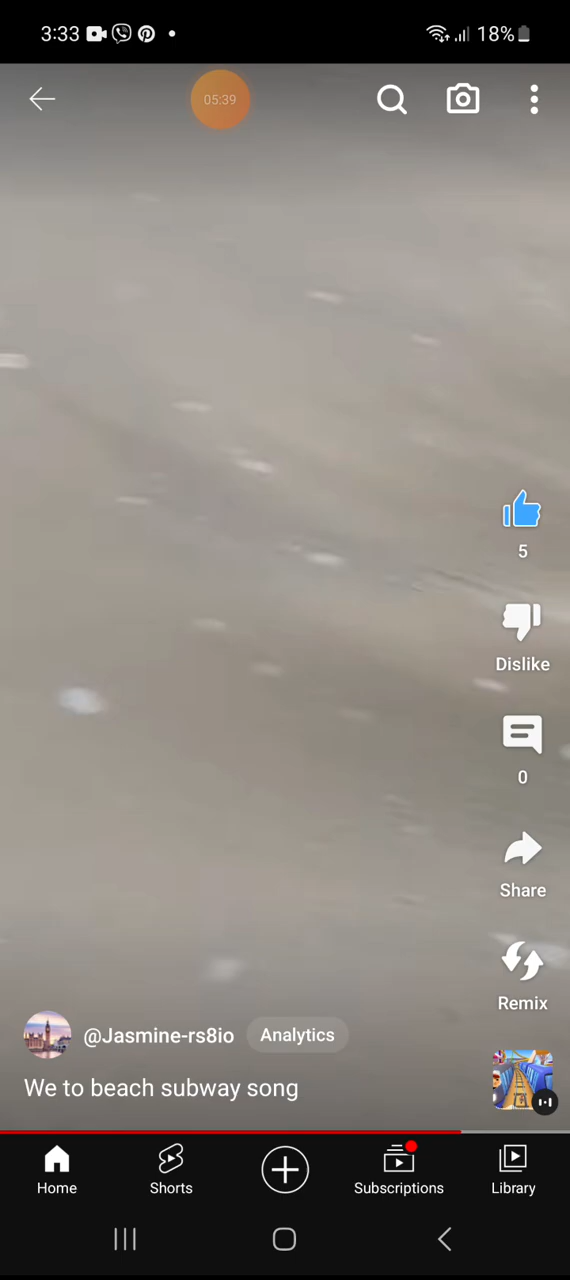 3:33
18%
05:39
5
Dislike
0
Share
Remix
@Jasmine-rs8io Analytics
We to beach subway song
Home
Shorts
Subscriptions
Library